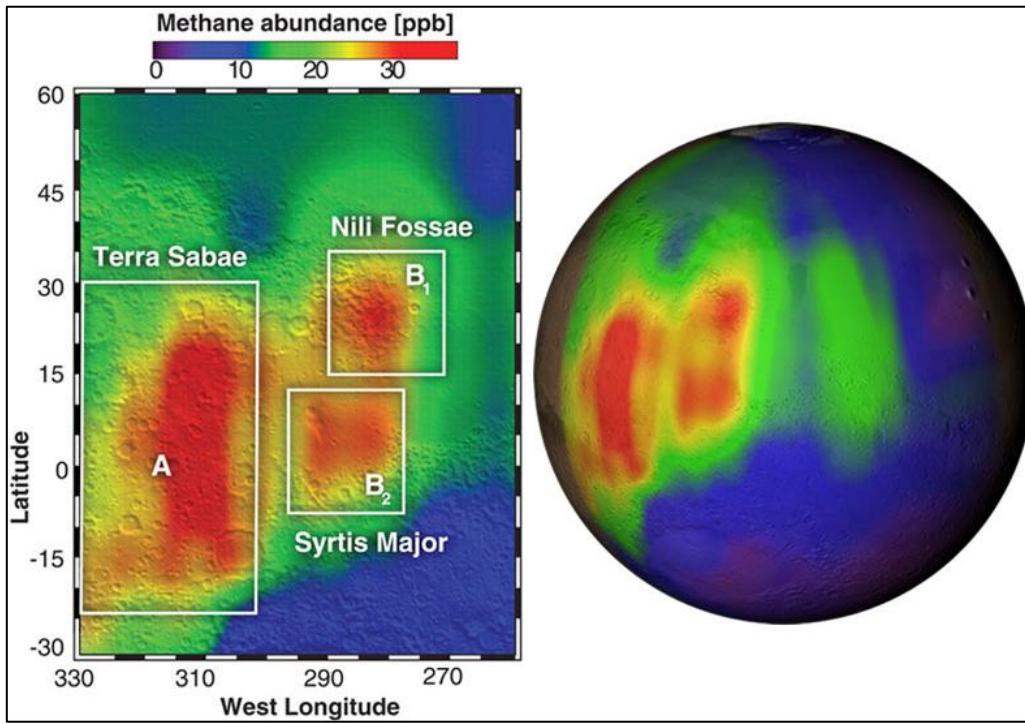 Methane abundance [ppb]
0 10 20 30
60
45
30
15
0
-15
-30
Latitude
Nili Fossae
B1
Terra Sabae
A
B2
Syrtis Major
330 310 290 270
West Longitude